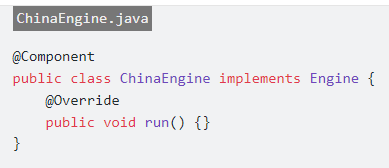 ChinaEngine.java
@Component
public class ChinaEngine implements Engine {
    @Override
    public void run() {}
}